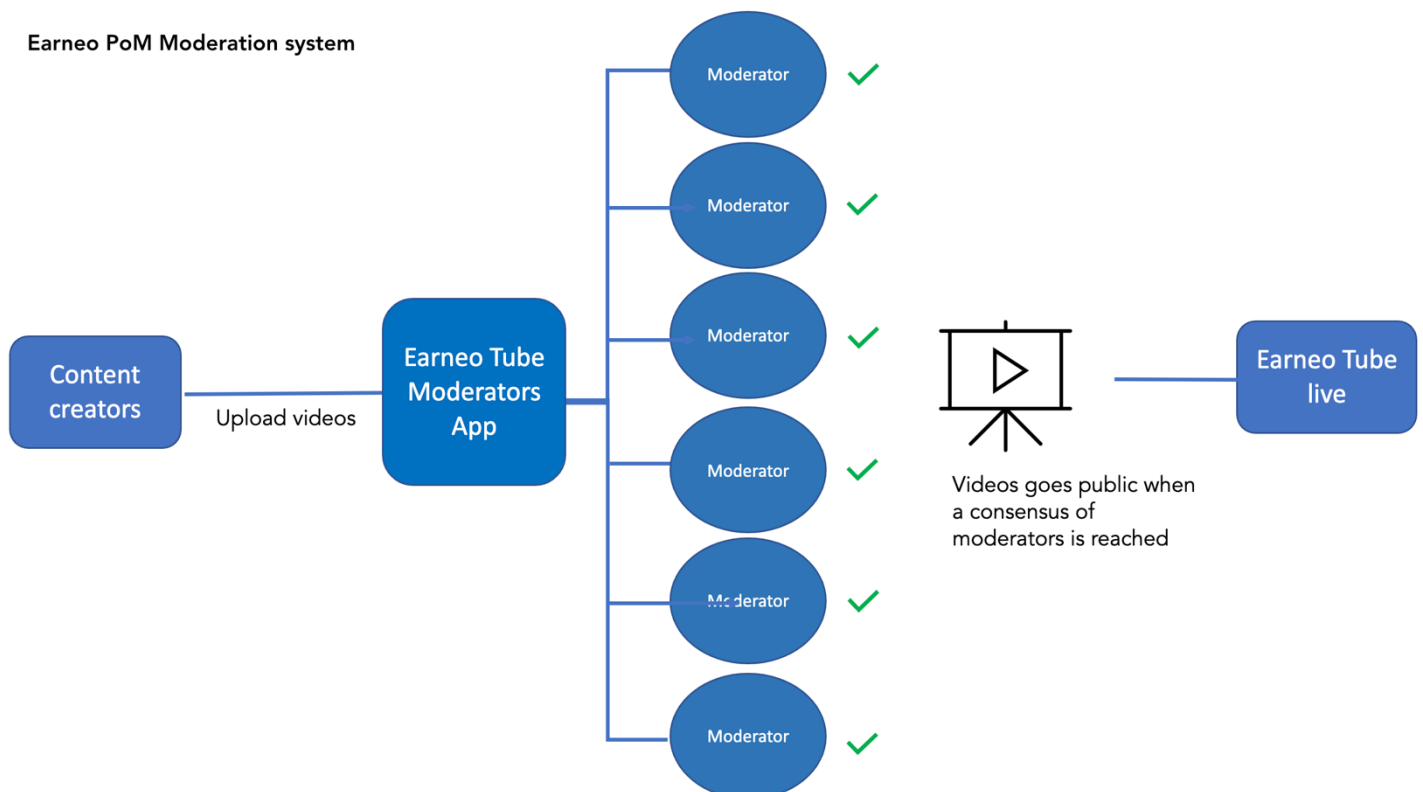 Earneo PoM Moderation system
Content
creators
Upload videos
Earneo Tube
Moderators
App
Moderator
Moderator
Moderator
Moderator
Moderator
Moderator
Videos goes public when
a consensus of
moderators is reached
Earneo Tube
live